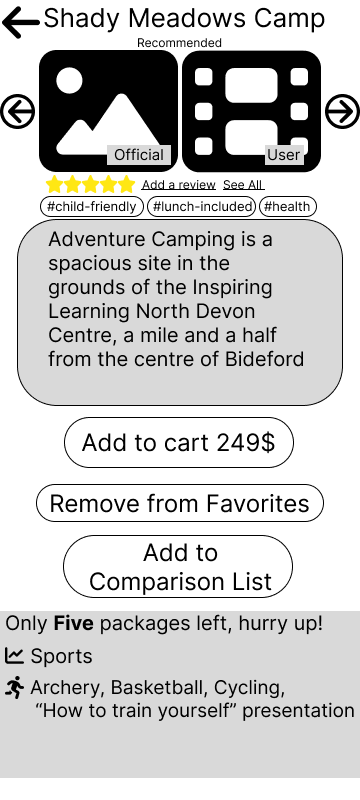 Shady Meadows Camp
Recommended
Official
User
Add a review See All
#child-friendly #lunch-included #health
Adventure Camping is a
spacious site in the
grounds of the Inspiring
Learning North Devon
Centre, a mile and a half
from the centre of Bideford
Add to cart 249$
Remove from Favorites
Add to
Comparison List
Only Five packages left, hurry up!
Sports
Archery, Basketball, Cycling,
“How to train yourself” presentation